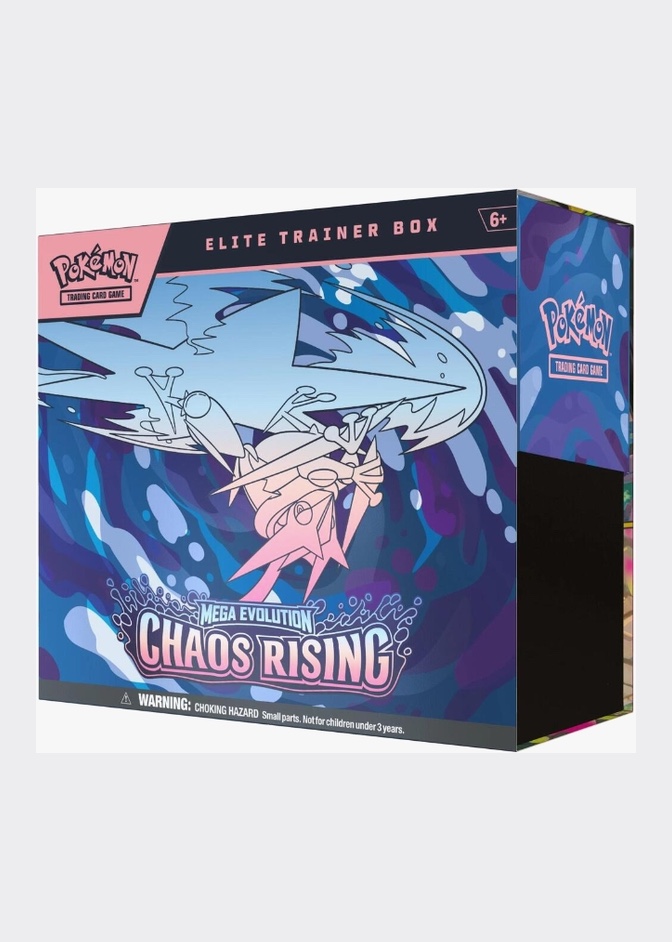 ELITE TRAINER BOX
6+
POKéMON
TRADING CARD GAME
POKéMON
TRADING CARD GAME
MEGA EVOLUTION
CHAOS RISING
WARNING: CHOKING HAZARD Small parts. Not for children under 3 years.